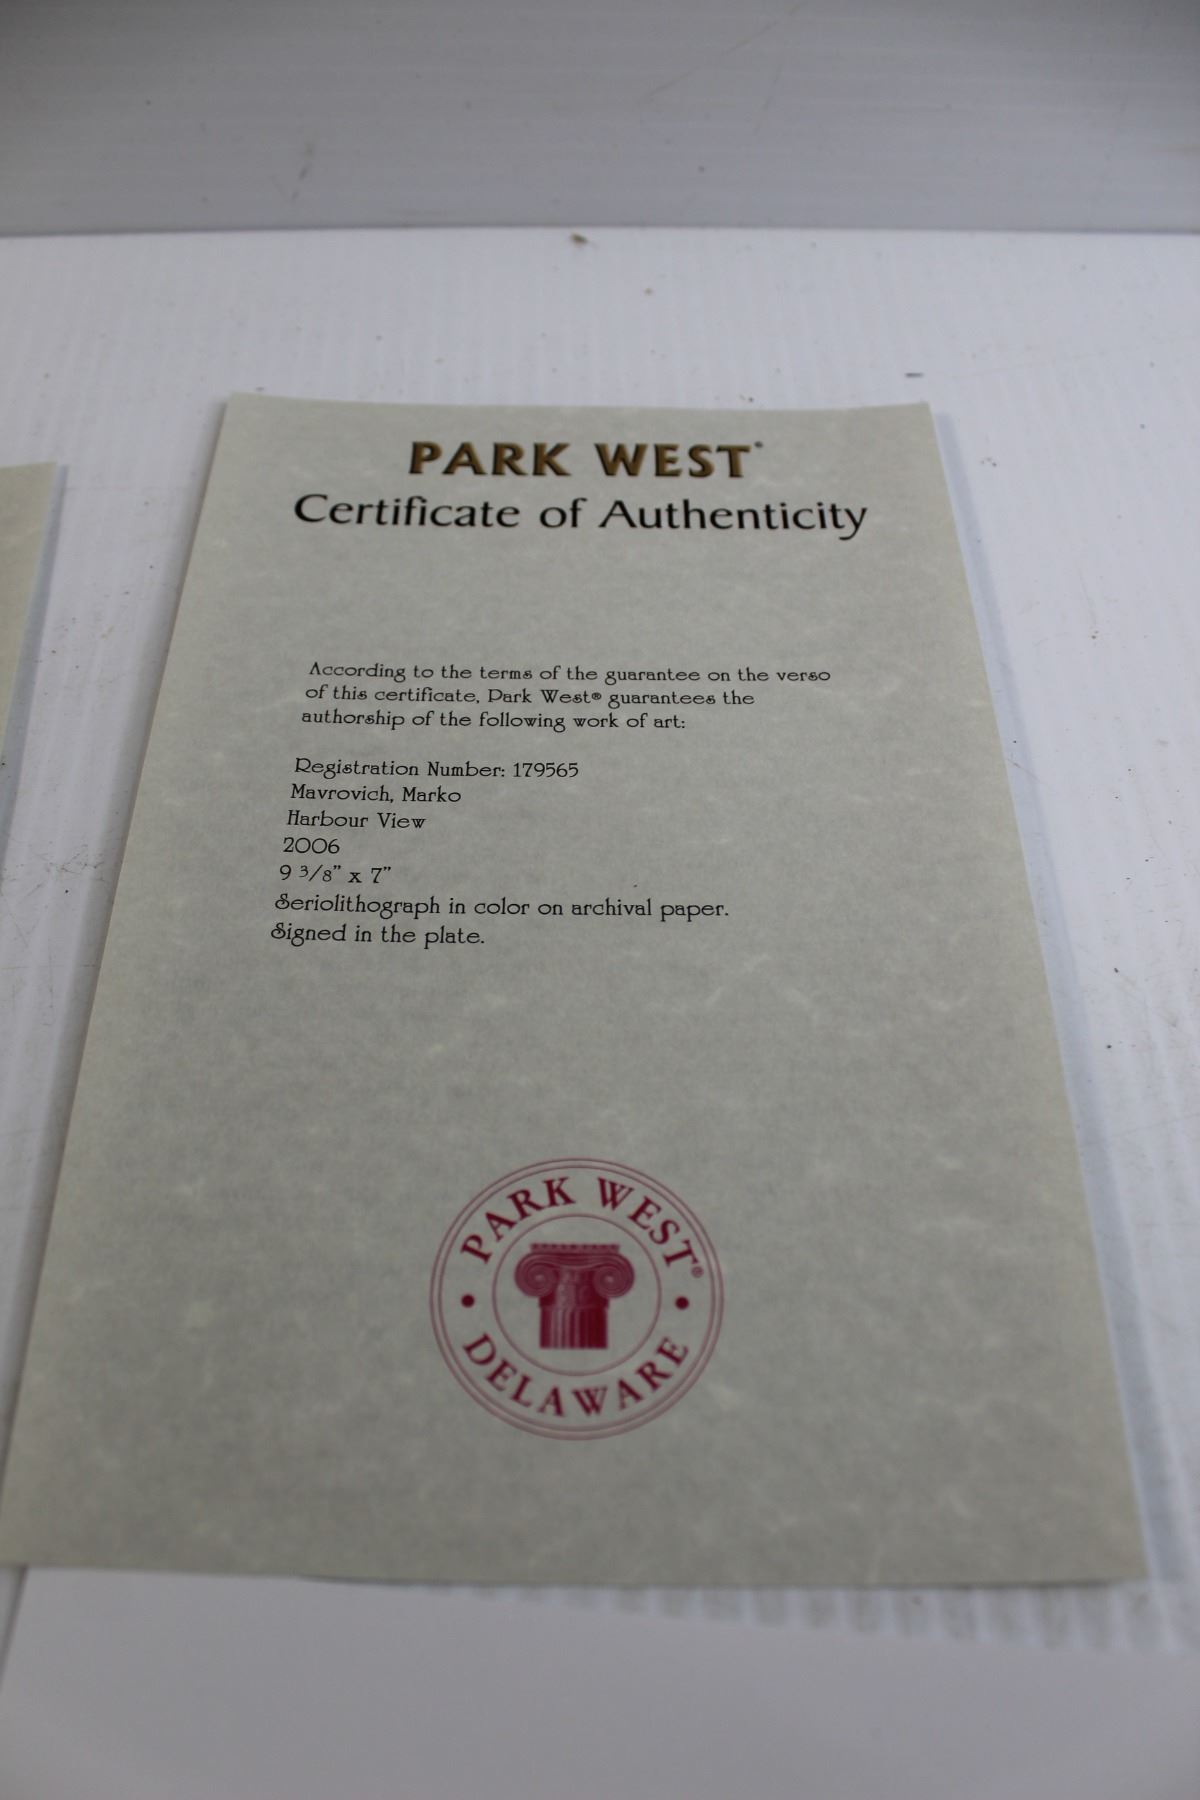 PARK WEST®
Certificate of Authenticity
According to the terms of the guarantee on the verso
of this certificate, Park West® guarantees the
authorship of the following work of art:
Registration Number: 179565
Mavrovich, Marko
Harbour View
2006
9 3/8" x 7"
Seriolithograph in color on archival paper.
Signed in the plate.
PARK WEST®
• DELAWARE •